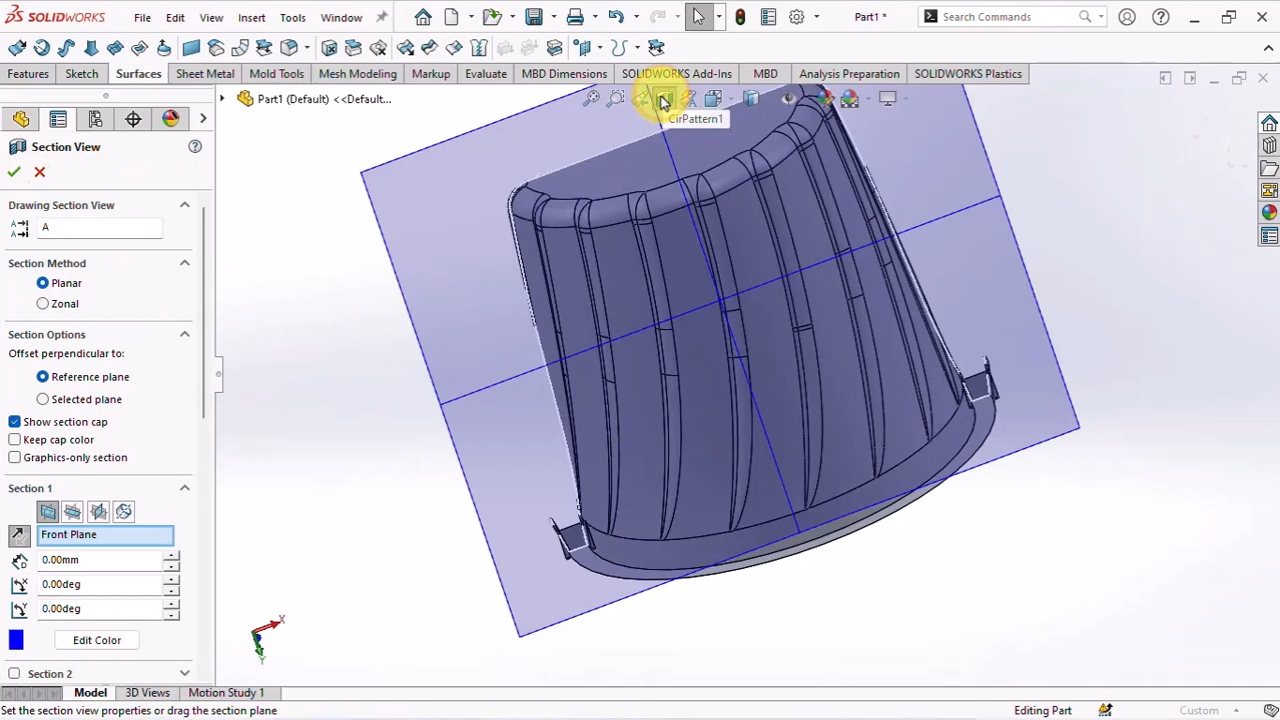 SOLIDWORKS File Edit View Insert Tools Window Part1 * Search Commands
Features Sketch Surfaces Sheet Metal Mold Tools Mesh Modeling Markup Evaluate MBD Dimensions SOLIDWORKS Add-Ins MBD Analysis Preparation SOLIDWORKS Plastics
Part1 (Default) <<Default...
CirPattern1
Section View
Drawing Section View
A
Section Method
Planar
Zonal
Section Options
Offset perpendicular to:
Reference plane
Selected plane
Show section cap
Keep cap color
Graphics-only section
Section 1
Front Plane
0.00mm
0.00deg
0.00deg
Edit Color
Section 2
X
Y
Model 3D Views Motion Study 1
Set the section view properties or drag the section plane Editing Part Custom